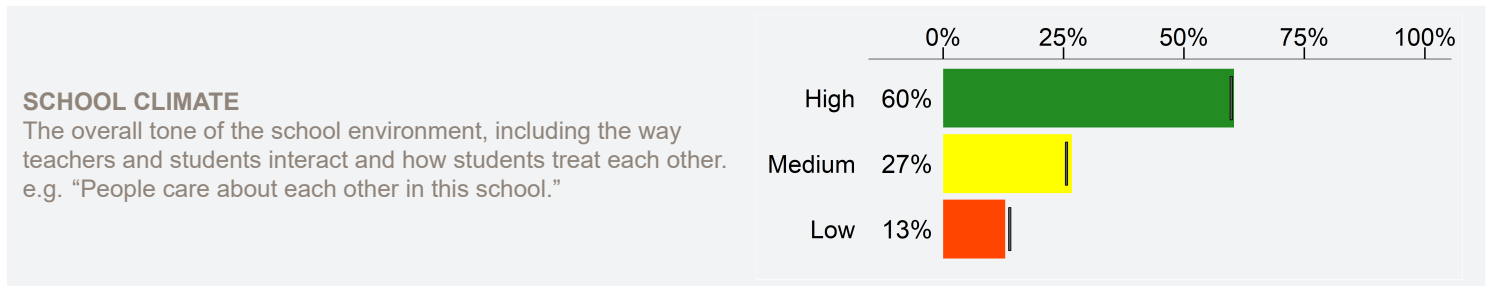 SCHOOL CLIMATE
The overall tone of the school environment, including the way
teachers and students interact and how students treat each other.
e.g. “People care about each other in this school.”
0% 25% 50% 75% 100%
High 60%
Medium 27%
Low 13%